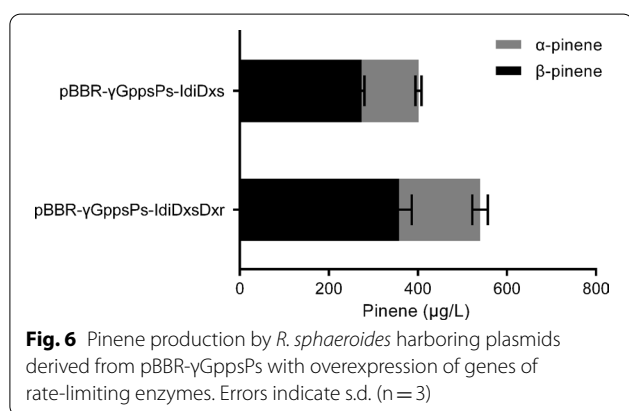 α-pinene
β-pinene
pBBR-γGppsPs-IdiDxs
pBBR-γGppsPs-IdiDxsDxr
0 200 400 600 800
Pinene (µg/L)
Fig. 6 Pinene production by R. sphaeroides harboring plasmids
derived from pBBR-γGppsPs with overexpression of genes of
rate-limiting enzymes. Errors indicate s.d. (n = 3)